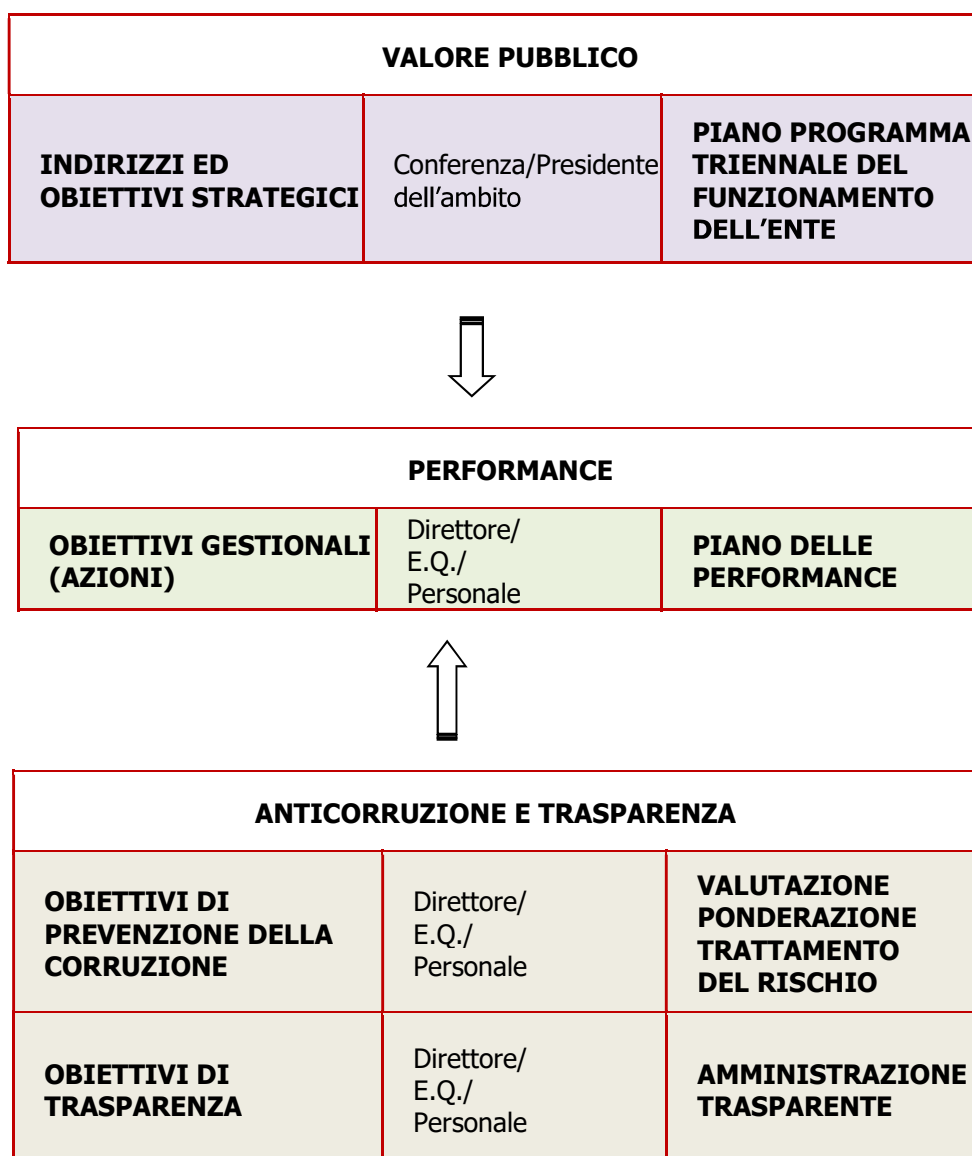 VALORE PUBBLICO
INDIRIZZI ED
OBIETTIVI STRATEGICI
Conferenza/Presidente
dell’ambito
PIANO PROGRAMMA
TRIENNALE DEL
FUNZIONAMENTO
DELL’ENTE
PERFORMANCE
OBIETTIVI GESTIONALI
(AZIONI)
Direttore/
E.Q./
Personale
PIANO DELLE
PERFORMANCE
ANTICORRUZIONE E TRASPARENZA
OBIETTIVI DI
PREVENZIONE DELLA
CORRUZIONE
Direttore/
E.Q./
Personale
VALUTAZIONE
PONDERAZIONE
TRATTAMENTO
DEL RISCHIO
OBIETTIVI DI
TRASPARENZA
Direttore/
E.Q./
Personale
AMMINISTRAZIONE
TRASPARENTE